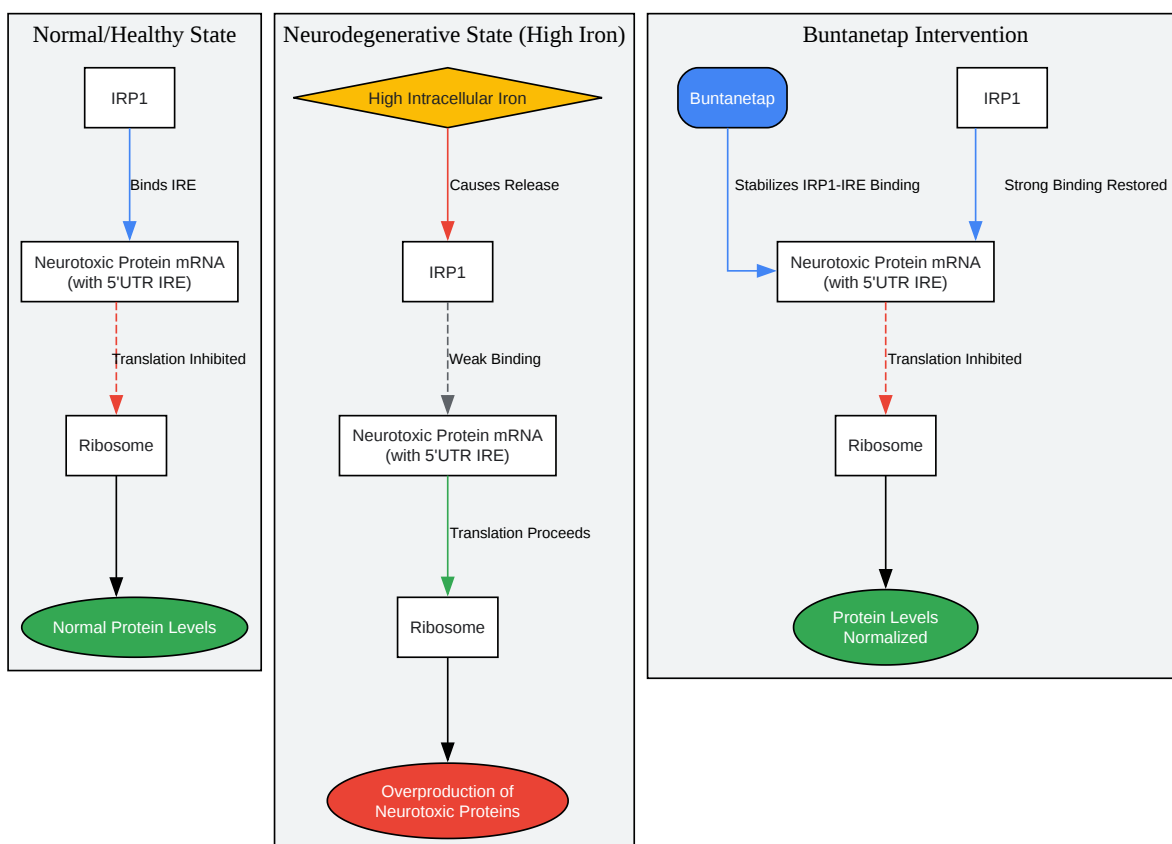 Normal/Healthy State
IRP1
Binds IRE
Neurotoxic Protein mRNA
(with 5'UTR IRE)
Translation Inhibited
Ribosome
Normal Protein Levels
Neurodegenerative State (High Iron)
High Intracellular Iron
Causes Release
IRP1
Weak Binding
Neurotoxic Protein mRNA
(with 5'UTR IRE)
Translation Proceeds
Ribosome
Overproduction of
Neurotoxic Proteins
Buntanetap Intervention
Buntanetap
IRP1
Stabilizes IRP1-IRE Binding
Strong Binding Restored
Neurotoxic Protein mRNA
(with 5'UTR IRE)
Translation Inhibited
Ribosome
Protein Levels
Normalized